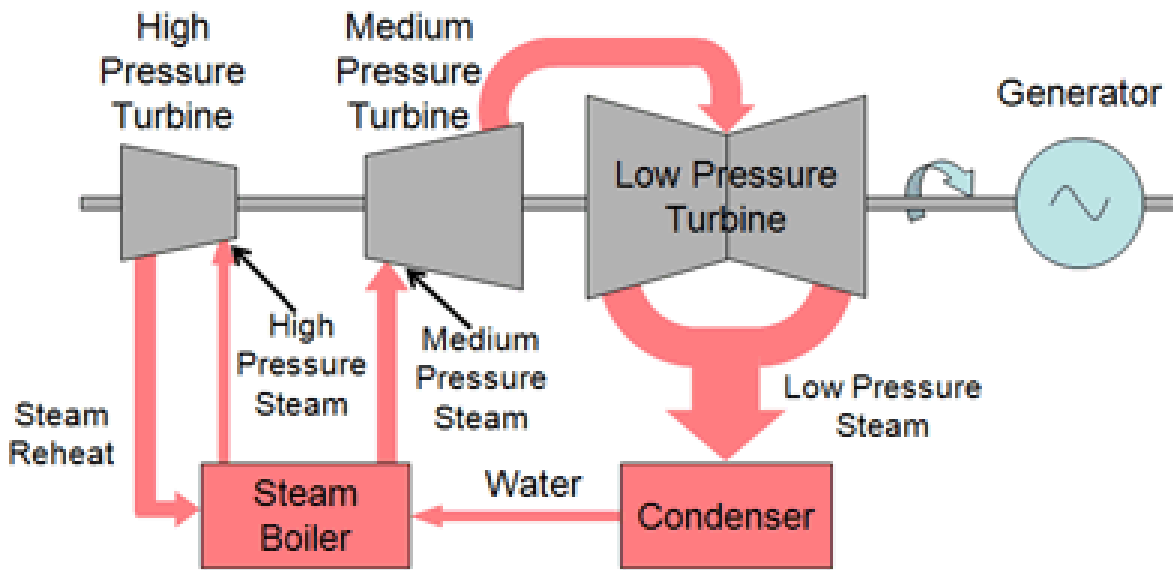 High
Pressure
Turbine
Medium
Pressure
Turbine
Generator
Low Pressure
Turbine
High
Pressure
Steam
Medium
Pressure
Steam
Low Pressure
Steam
Steam
Reheat
Steam
Boiler
Water
Condenser